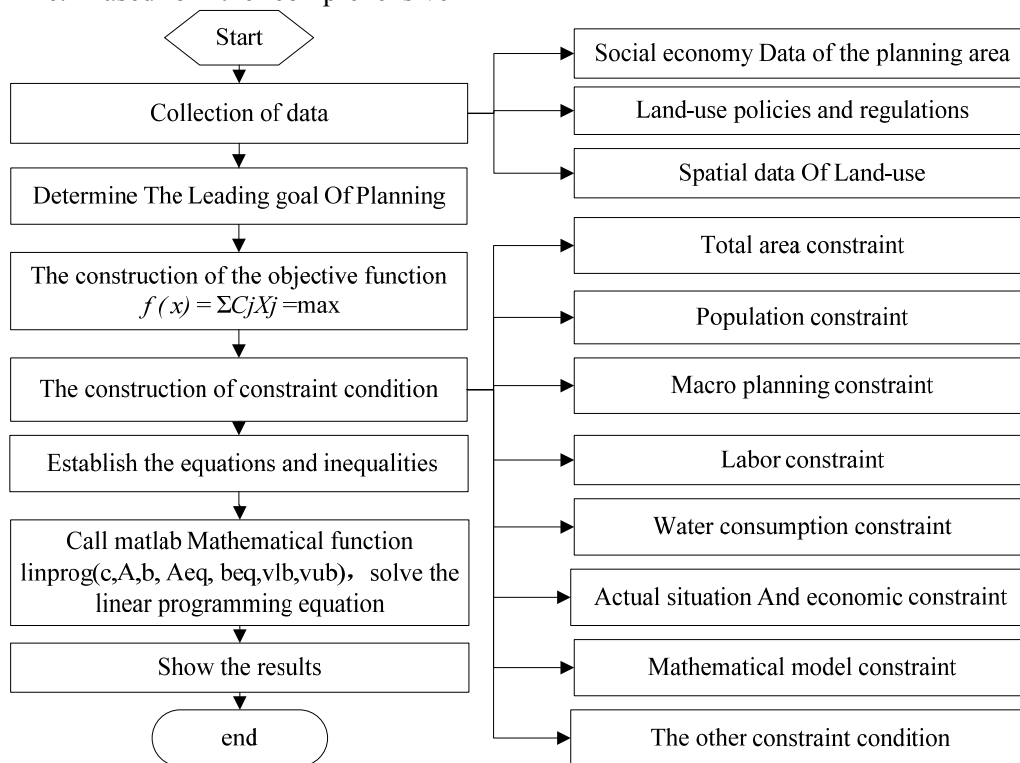 Start
Collection of data
Determine The Leading goal Of Planning
The construction of the objective function
f ( x ) = ΣCjXj =max
The construction of constraint condition
Establish the equations and inequalities
Call matlab Mathematical function
linprog(c,A,b, Aeq, beq,vlb,vub)，solve the
linear programming equation
Show the results
end
Social economy Data of the planning area
Land-use policies and regulations
Spatial data Of Land-use
Total area constraint
Population constraint
Macro planning constraint
Labor constraint
Water consumption constraint
Actual situation And economic constraint
Mathematical model constraint
The other constraint condition